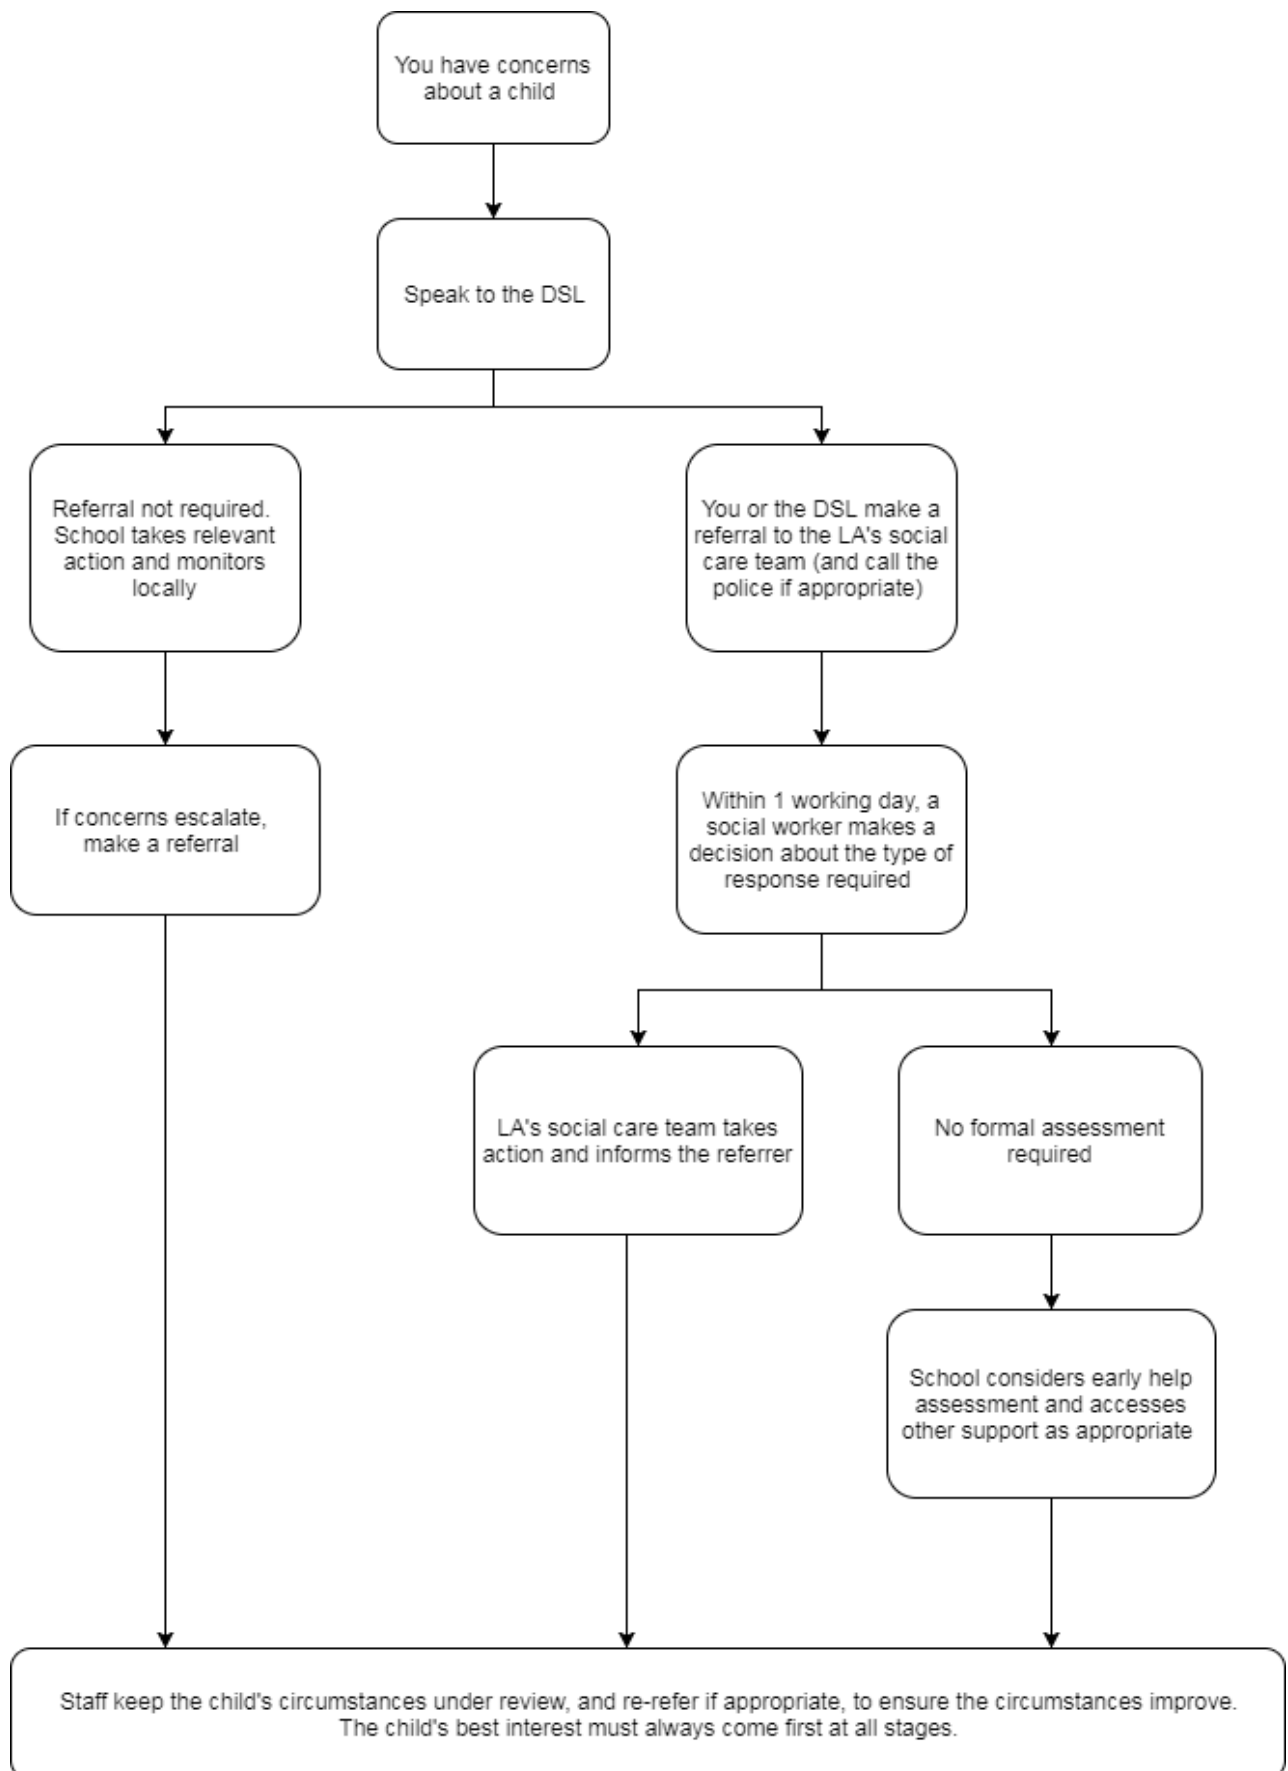 You have concerns
about a child
Speak to the DSL
Referral not required.
School takes relevant
action and monitors
locally
You or the DSL make a
referral to the LA's social
care team (and call the
police if appropriate)
If concerns escalate,
make a referral
Within 1 working day, a
social worker makes a
decision about the type of
response required
LA's social care team takes
action and informs the referrer
No formal assessment
required
School considers early help
assessment and accesses
other support as appropriate
Staff keep the child's circumstances under review, and re-refer if appropriate, to ensure the circumstances improve.
The child's best interest must always come first at all stages.